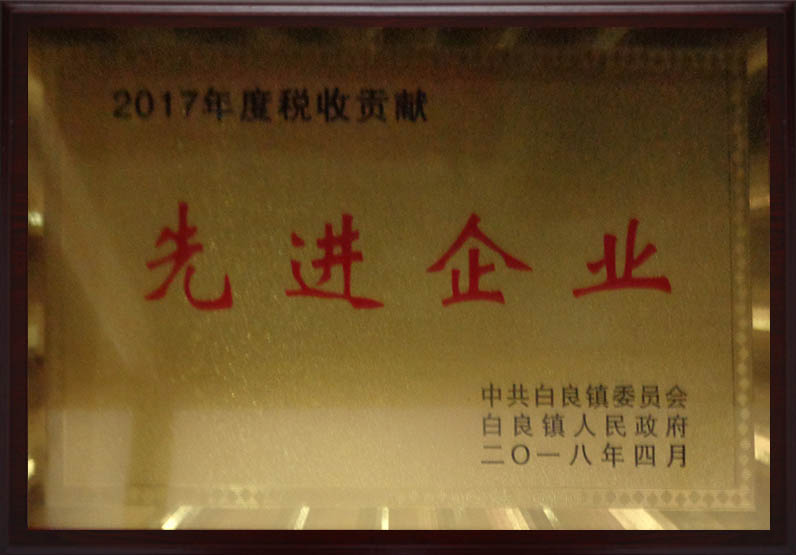 2017年度税收贡献
先进企业
中共白良镇委员会
白良镇人民政府
二〇一八年四月